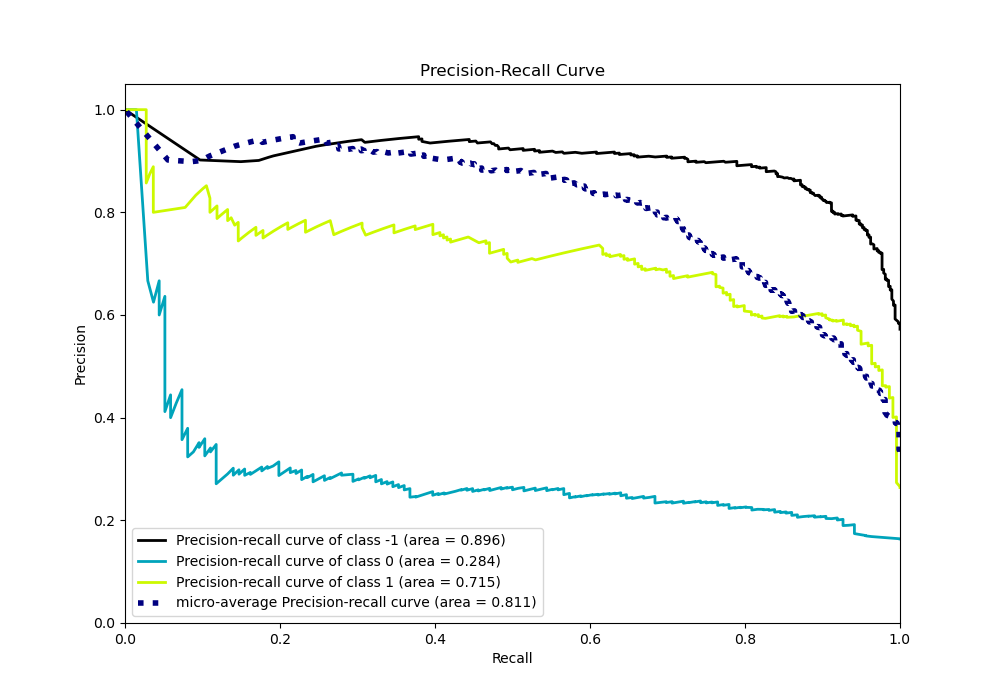 Precision-Recall Curve
1.0
0.8
0.6
0.4
0.2
0.0
Precision
Precision-recall curve of class -1 (area = 0.896)
Precision-recall curve of class 0 (area = 0.284)
Precision-recall curve of class 1 (area = 0.715)
micro-average Precision-recall curve (area = 0.811)
0.0 0.2 0.4 0.6 0.8 1.0
Recall